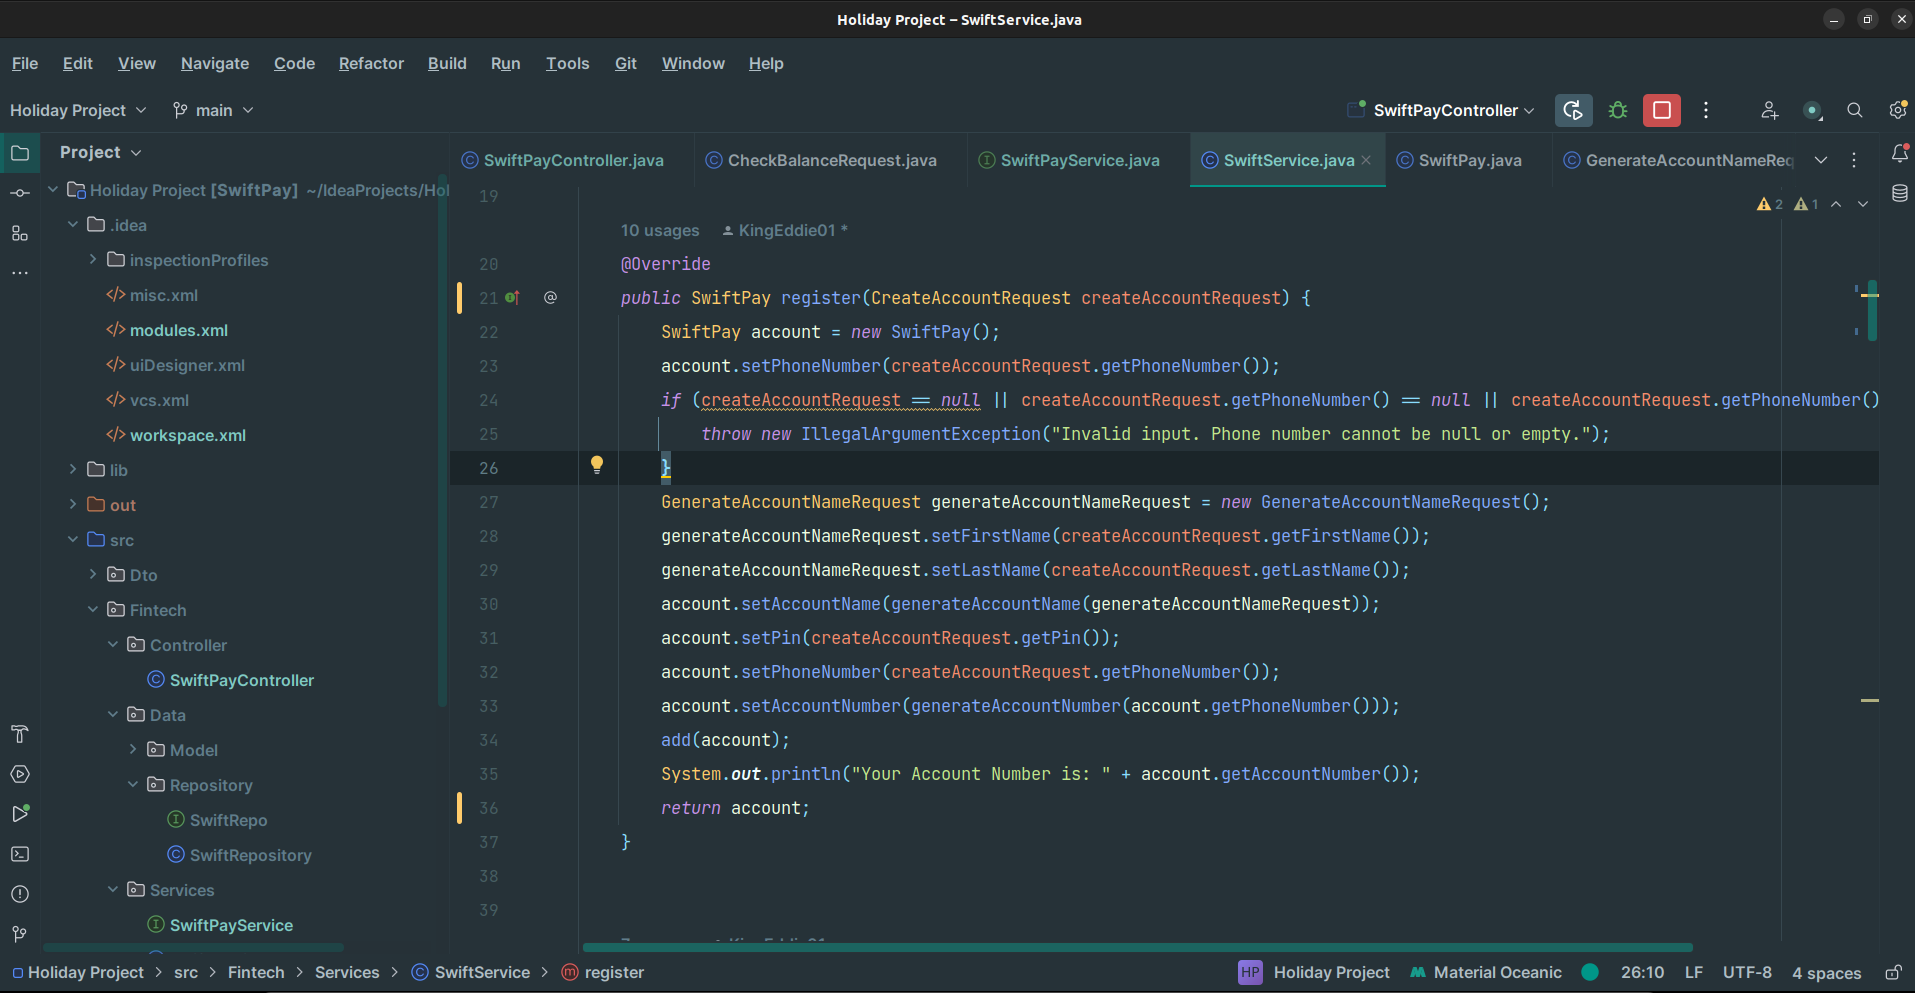 Holiday Project – SwiftService.java
File Edit View Navigate Code Refactor Build Run Tools Git Window Help
Holiday Project main SwiftPayController
Project
Holiday Project [SwiftPay] ~/IdeaProjects/Hol
.idea
inspectionProfiles
misc.xml
modules.xml
uiDesigner.xml
vcs.xml
workspace.xml
lib
out
src
Dto
Fintech
Controller
SwiftPayController
Data
Model
Repository
SwiftRepo
SwiftRepository
Services
SwiftPayService
SwiftPayController.java CheckBalanceRequest.java SwiftPayService.java SwiftService.java SwiftPay.java GenerateAccountNameReq
2 1
19
10 usages KingEddie01 *
20 @Override
21 @ public SwiftPay register(CreateAccountRequest createAccountRequest) {
22 SwiftPay account = new SwiftPay();
23 account.setPhoneNumber(createAccountRequest.getPhoneNumber());
24 if (createAccountRequest == null || createAccountRequest.getPhoneNumber() == null || createAccountRequest.getPhoneNumber()
25 throw new IllegalArgumentException("Invalid input. Phone number cannot be null or empty.");
26 }
27 GenerateAccountNameRequest generateAccountNameRequest = new GenerateAccountNameRequest();
28 generateAccountNameRequest.setFirstName(createAccountRequest.getFirstName());
29 generateAccountNameRequest.setLastName(createAccountRequest.getLastName());
30 account.setAccountName(generateAccountName(generateAccountNameRequest));
31 account.setPin(createAccountRequest.getPin());
32 account.setPhoneNumber(createAccountRequest.getPhoneNumber());
33 account.setAccountNumber(generateAccountNumber(account.getPhoneNumber()));
34 add(account);
35 System.out.println("Your Account Number is: " + account.getAccountNumber());
36 return account;
37 }
38
39
Holiday Project > src > Fintech > Services > SwiftService > register
HP Holiday Project Material Oceanic 26:10 LF UTF-8 4 spaces